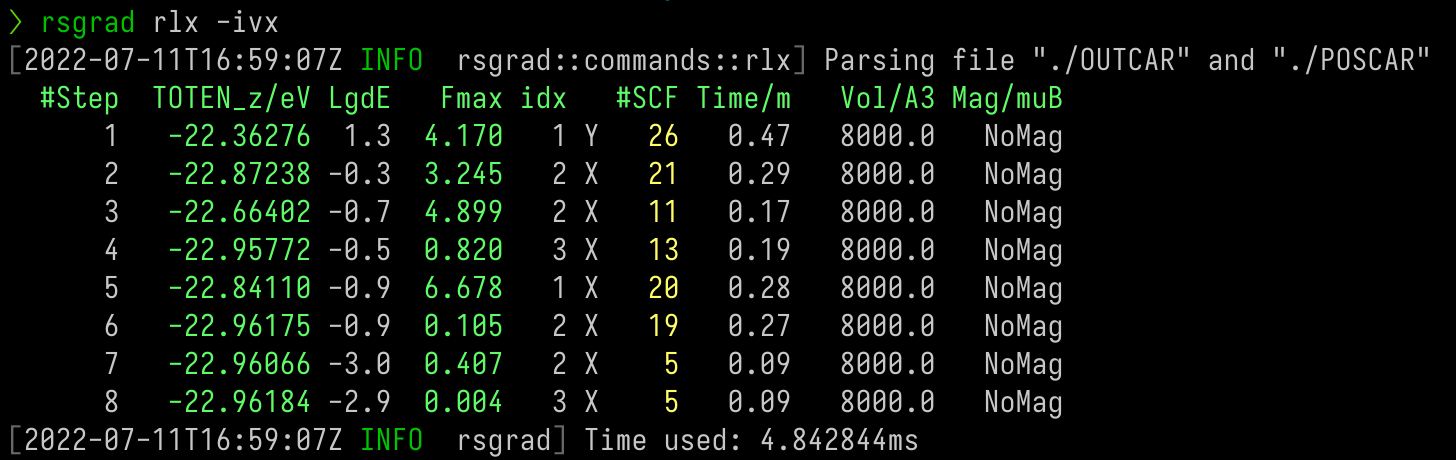 ❯ rsgrad rlx -ivx
[2022-07-11T16:59:07Z INFO  rsgrad::commands::rlx] Parsing file "./OUTCAR" and "./POSCAR"
  #Step  TOTEN_z/eV LgdE   Fmax idx   #SCF Time/m   Vol/A3 Mag/muB
      1   -22.36276  1.3  4.170   1 Y   26   0.47   8000.0   NoMag
      2   -22.87238 -0.3  3.245   2 X   21   0.29   8000.0   NoMag
      3   -22.66402 -0.7  4.899   2 X   11   0.17   8000.0   NoMag
      4   -22.95772 -0.5  0.820   3 X   13   0.19   8000.0   NoMag
      5   -22.84110 -0.9  6.678   1 X   20   0.28   8000.0   NoMag
      6   -22.96175 -0.9  0.105   2 X   19   0.27   8000.0   NoMag
      7   -22.96066 -3.0  0.407   2 X    5   0.09   8000.0   NoMag
      8   -22.96184 -2.9  0.004   3 X    5   0.09   8000.0   NoMag
[2022-07-11T16:59:07Z INFO  rsgrad] Time used: 4.842844ms